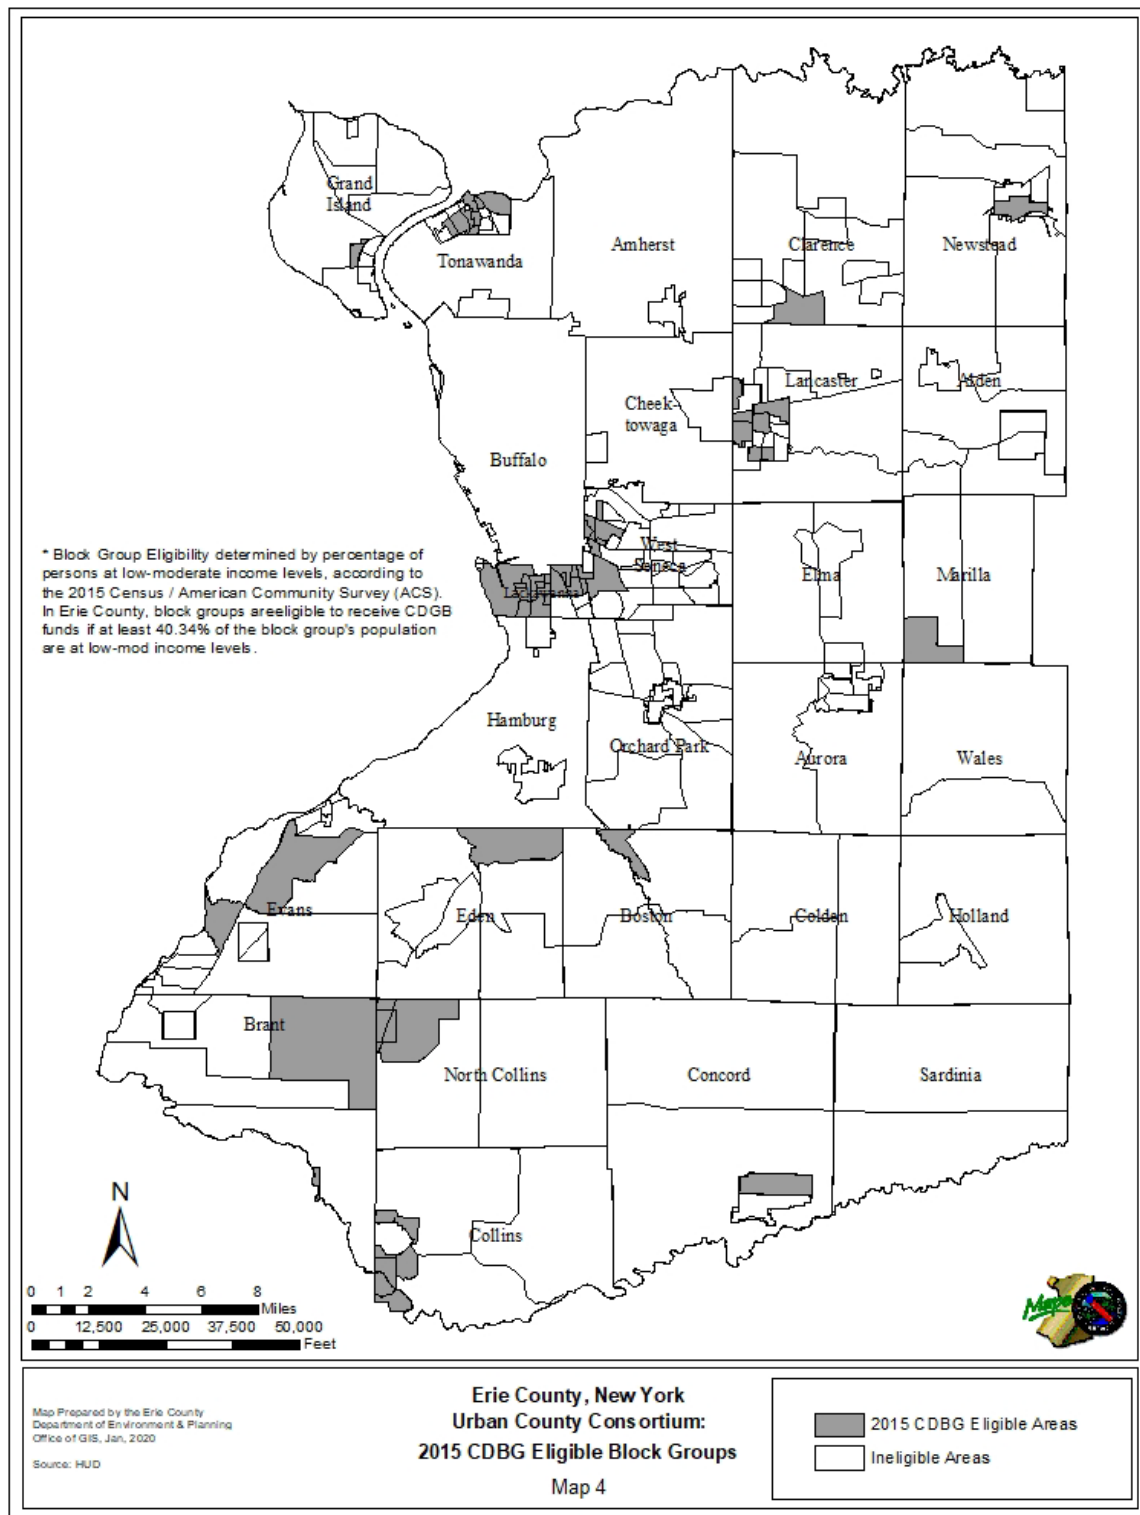 Grand
Island
Tonawanda
Amherst
Clarence
Newstead
Lancaster
Alden
Cheek-
towaga
Buffalo
* Block Group Eligibility determined by percentage of
persons at low-moderate income levels, according to
the 2015 Census / American Community Survey (ACS).
In Erie County, block groups areeligible to receive CDGB
funds if at least 40.34% of the block group's population
are at low-mod income levels.
West
Seneca
Elma
Marilla
Lackawanna
Hamburg
Orchard Park
Aurora
Wales
Evans
Eden
Boston
Colden
Holland
Brant
North Collins
Concord
Sardinia
Collins
N
0 1 2 4 6 8
Miles
0 12,500 25,000 37,500 50,000
Feet
Maps
Map Prepared by the Erie County
Department of Environment & Planning
Office of GIS, Jan, 2020
Source: HUD
Erie County, New York
Urban County Consortium:
2015 CDBG Eligible Block Groups
Map 4
2015 CDBG Eligible Areas
Ineligible Areas